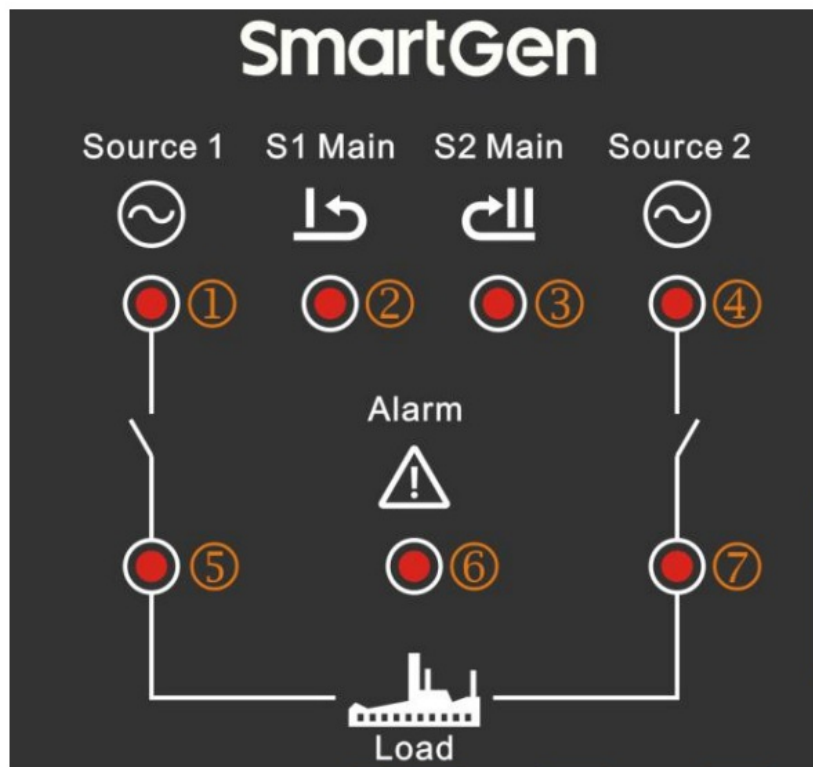 SmartGen
Source 1 S1 Main S2 Main Source 2
① ② ③ ④
Alarm
⑤ ⑥ ⑦
Load